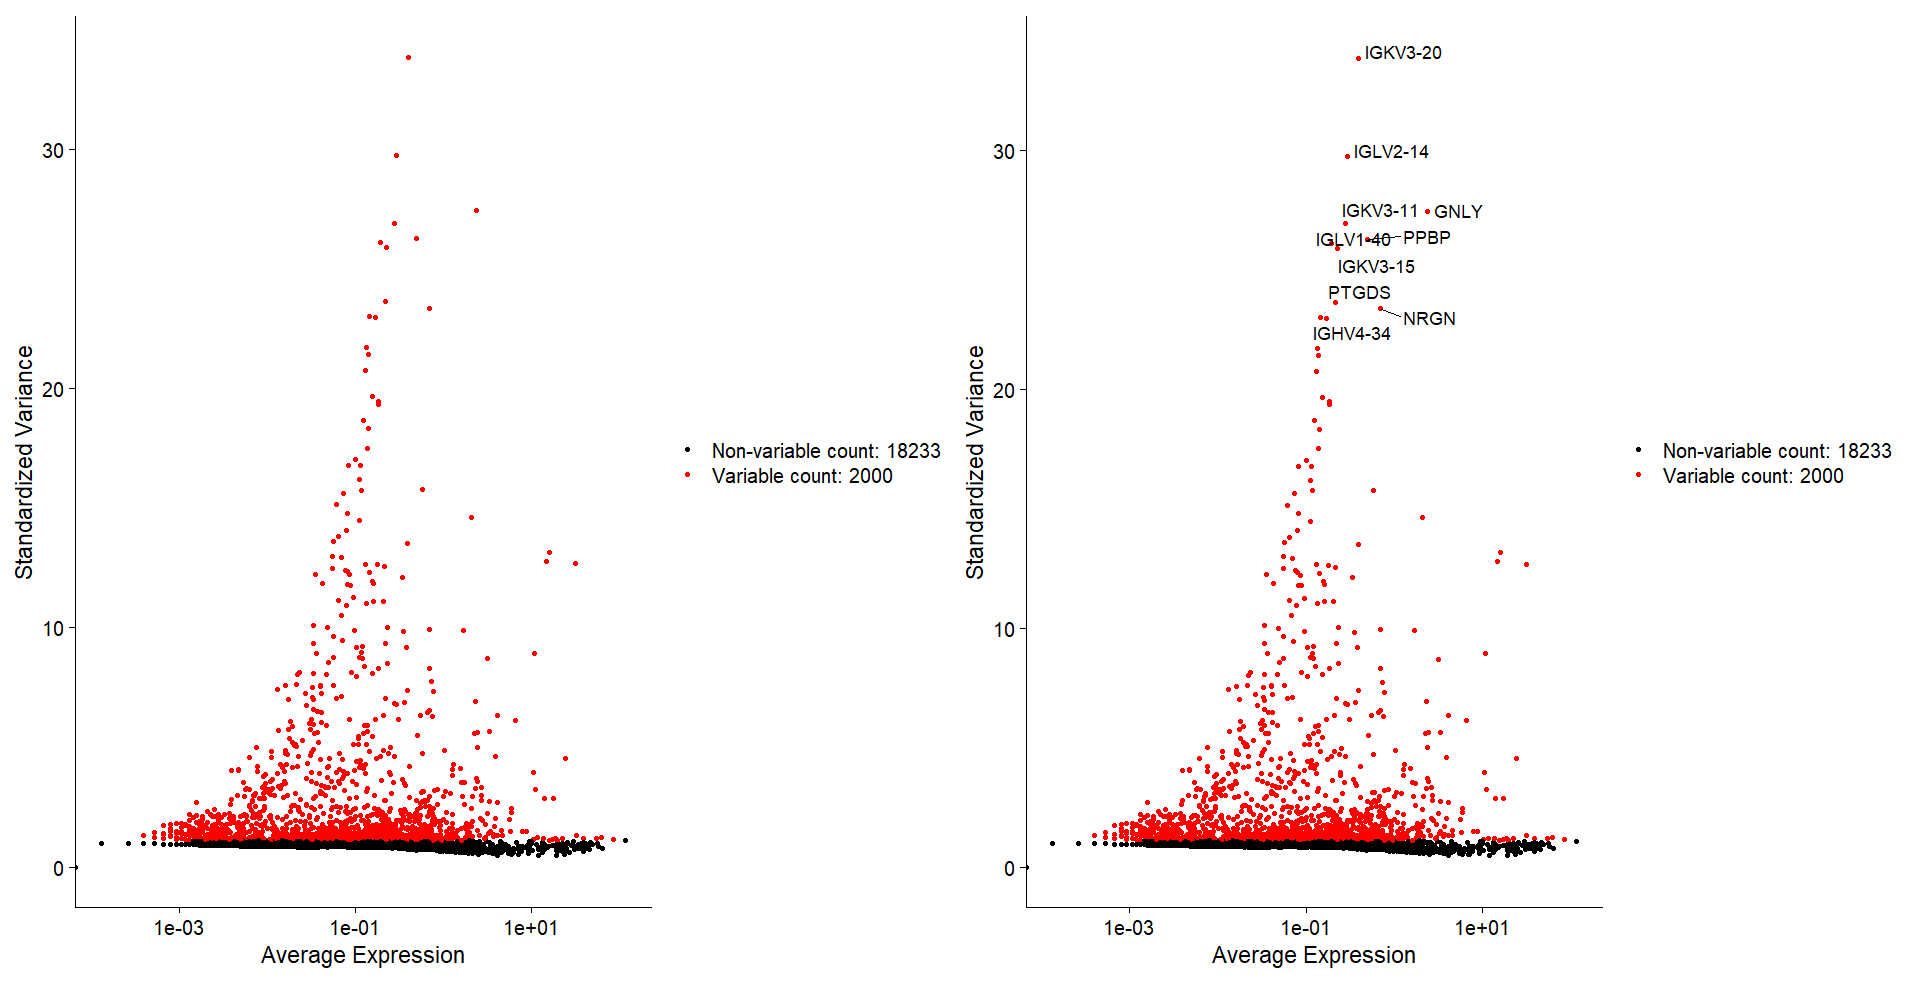 30
20
10
0
Standardized Variance
1e-03
1e-01
1e+01
Average Expression
Non-variable count: 18233
Variable count: 2000
30
20
10
0
Standardized Variance
IGKV3-20
IGLV2-14
IGKV3-11
GNLY
IGLV1-40
PPBP
IGKV3-15
PTGDS
NRGN
IGHV4-34
1e-03
1e-01
1e+01
Average Expression
Non-variable count: 18233
Variable count: 2000